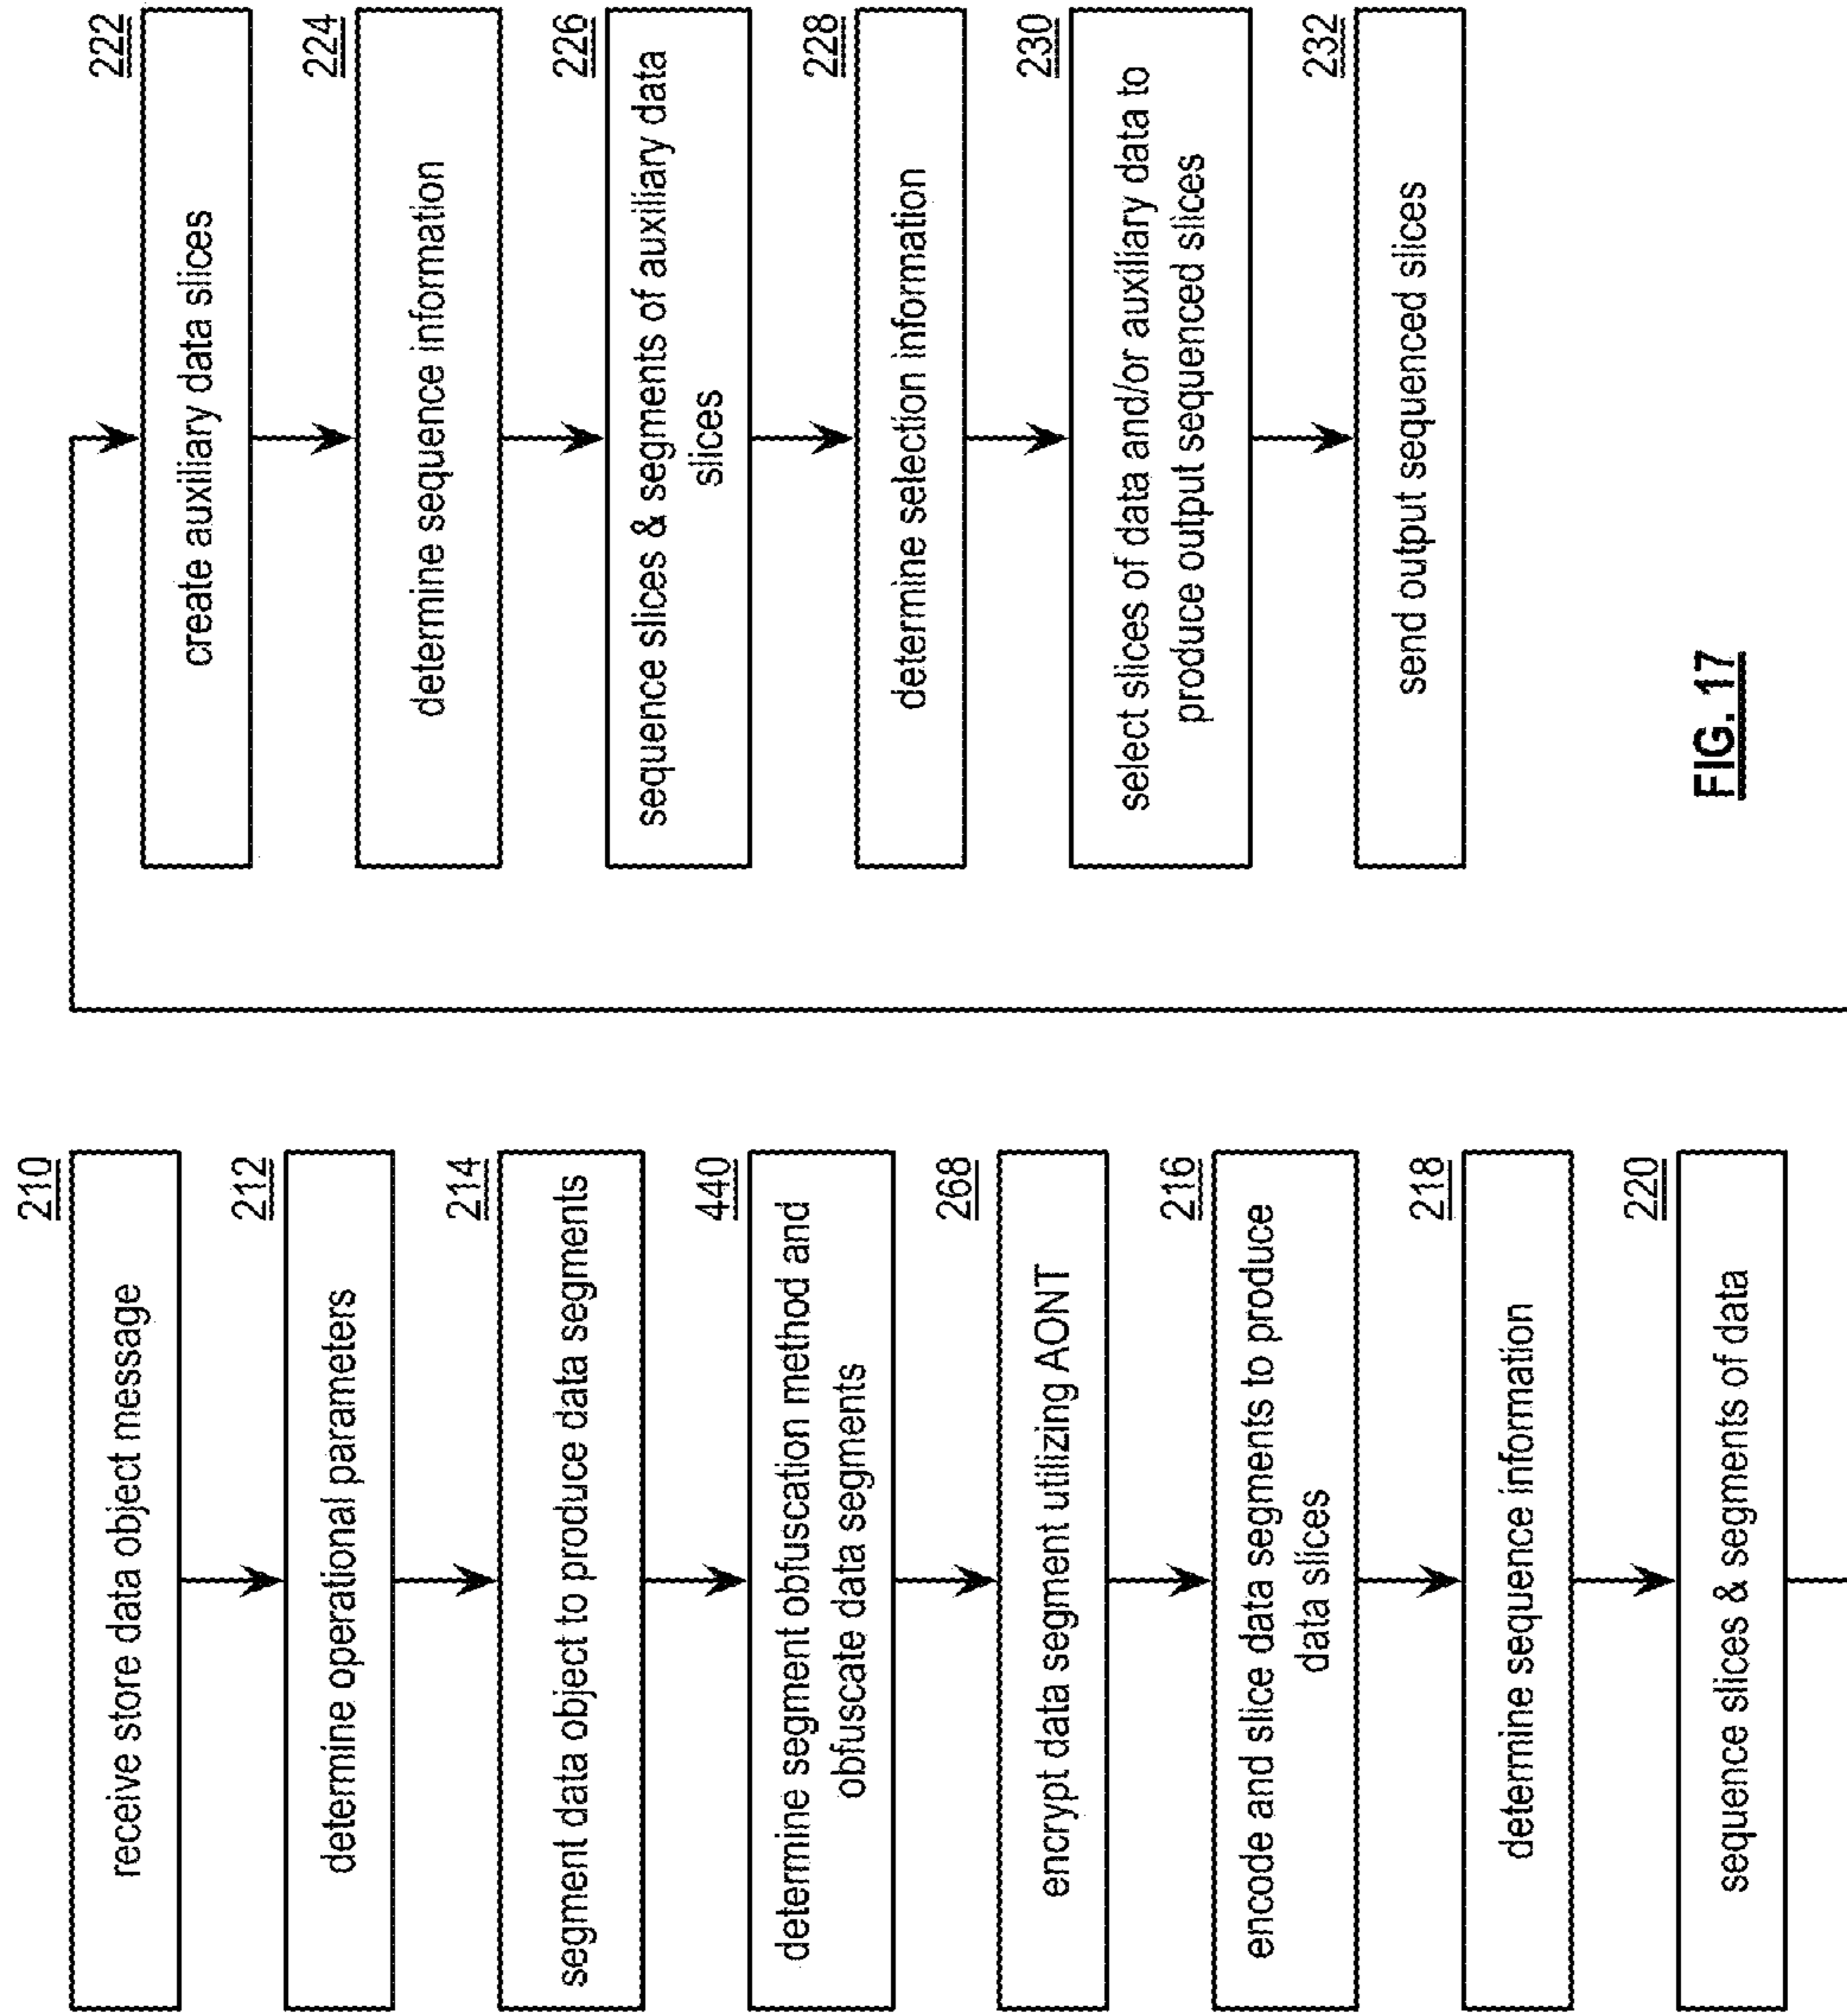 210
receive store data object message
212
determine operational parameters
214
segment data object to produce data segments
440
determine segment obfuscation method and
obfuscate data segments
268
encrypt data segment utilizing AONT
216
encode and slice data segments to produce
data slices
218
determine sequence information
220
sequence slices & segments of data
222
create auxiliary data slices
224
determine sequence information
226
sequence slices & segments of auxiliary data
slices
228
determine selection information
230
select slices of data and/or auxiliary data to
produce output sequenced slices
232
send output sequenced slices
FIG. 17